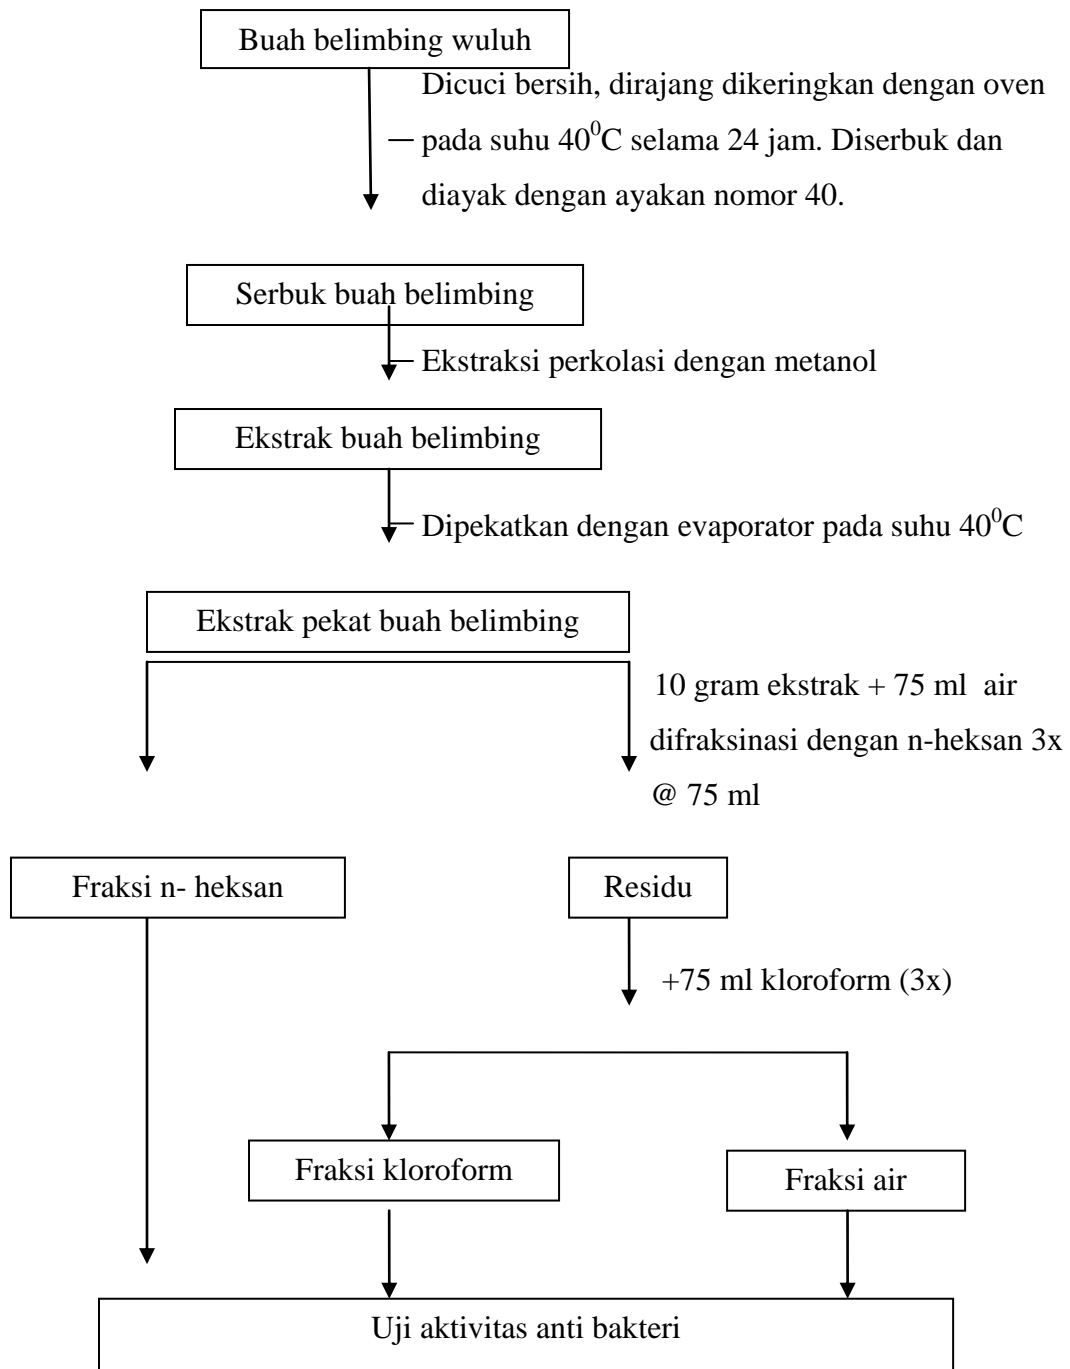 Buah belimbing wuluh
Dicuci bersih, dirajang dikeringkan dengan oven
pada suhu 40⁰C selama 24 jam. Diserbuk dan
diayak dengan ayakan nomor 40.
Serbuk buah belimbing
Ekstraksi perkolasi dengan metanol
Ekstrak buah belimbing
Dipekatkan dengan evaporator pada suhu 40⁰C
Ekstrak pekat buah belimbing
10 gram ekstrak + 75 ml air
difraksinasi dengan n-heksan 3x
@ 75 ml
Fraksi n- heksan
Residu
+75 ml kloroform (3x)
Fraksi kloroform
Fraksi air
Uji aktivitas anti bakteri